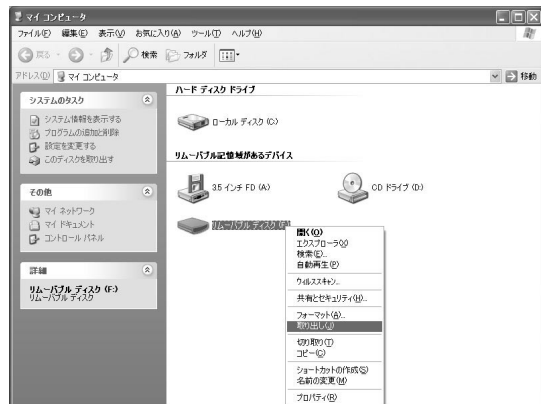 マイ コンピュータ
ファイル(F) 編集(E) 表示(V) お気に入り(A) ツール(T) ヘルプ(H)
戻る 検索 フォルダ
アドレス(D) マイ コンピュータ 移動
システムのタスク
システム情報を表示する
プログラムの追加と削除
設定を変更する
このディスクを取り出す
その他
マイ ネットワーク
マイ ドキュメント
コントロール パネル
詳細
リムーバブル ディスク (F:)
リムーバブル ディスク
ハード ディスク ドライブ
ローカル ディスク (C:)
リムーバブル記憶域があるデバイス
3.5 インチ FD (A:)
CD ドライブ (D:)
リムーバブル ディスク (F:)
開く(O)
エクスプローラ(X)
検索(E)...
自動再生(P)
ウイルススキャン...
共有とセキュリティ(H)...
フォーマット(A)...
取り出し(J)
切り取り(T)
コピー(C)
ショートカットの作成(S)
名前の変更(M)
プロパティ(R)